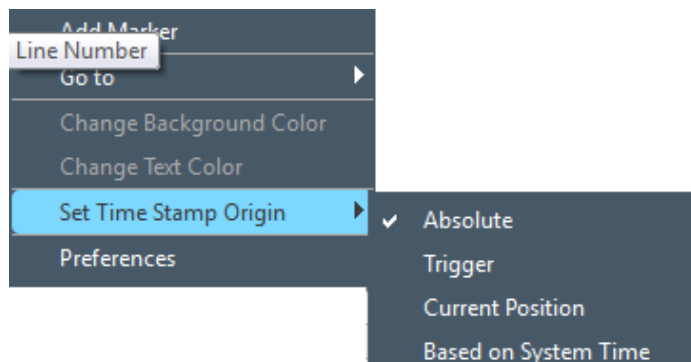 Add Marker
Line Number
Go to
Change Background Color
Change Text Color
Set Time Stamp Origin
Preferences
Absolute
Trigger
Current Position
Based on System Time